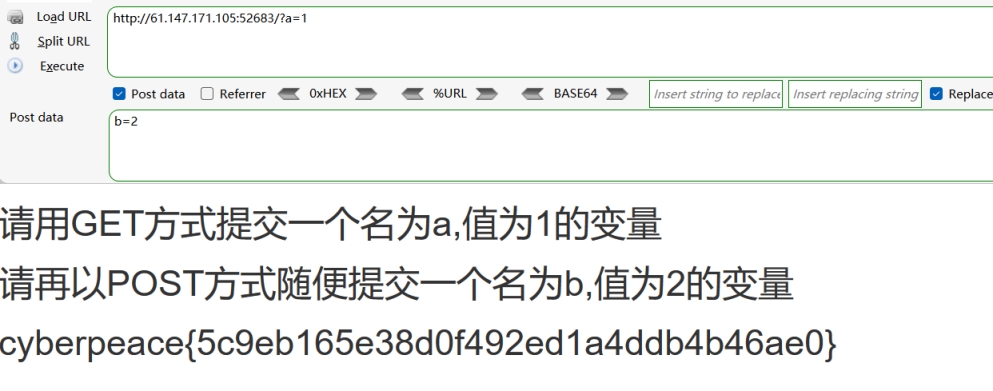 Load URL
http://61.147.171.105:52683/?a=1
Split URL
Execute
Post data
Referrer
0xHEX
%URL
BASE64
Insert string to replace
Insert replacing string
Replace
Post data
b=2
请用GET方式提交一个名为a,值为1的变量
请再以POST方式随便提交一个名为b,值为2的变量
cyberpeace{5c9eb165e38d0f492ed1a4ddb4b46ae0}